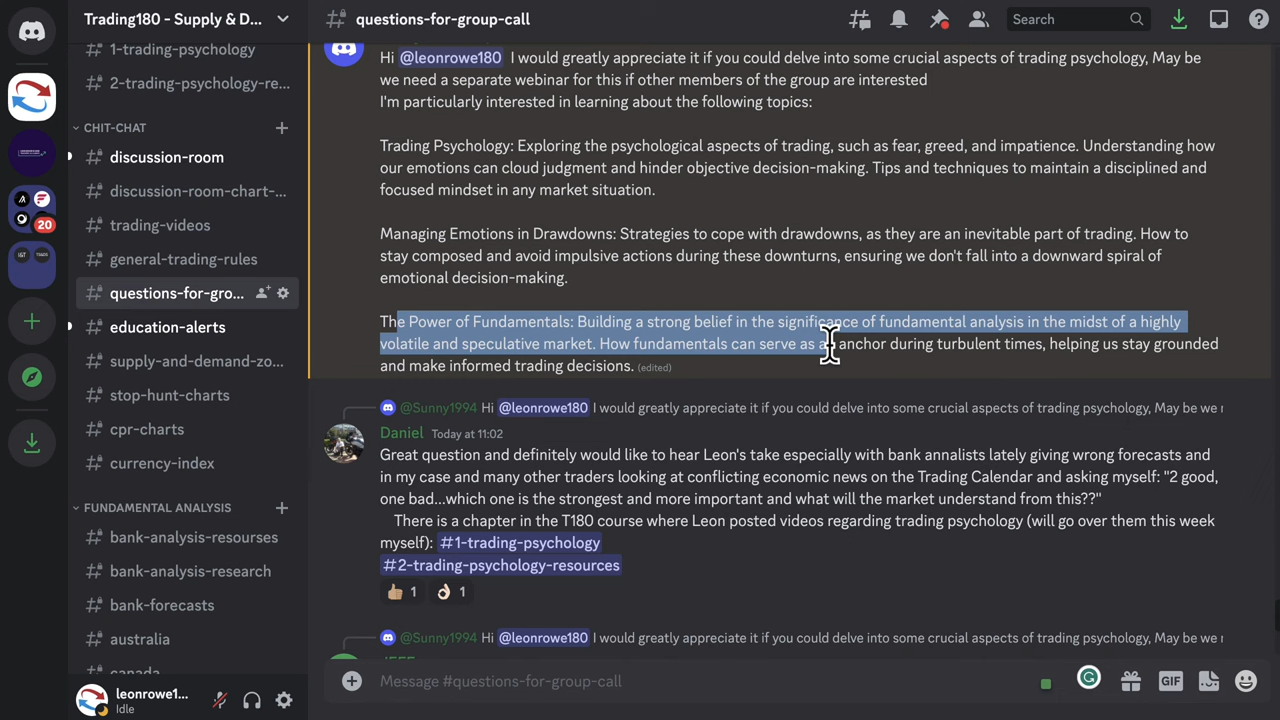 Trading180 - Supply & D...
1-trading-psychology
2-trading-psychology-re...
CHIT-CHAT
discussion-room
discussion-room-chart-...
trading-videos
general-trading-rules
questions-for-gro...
education-alerts
supply-and-demand-zo...
stop-hunt-charts
cpr-charts
currency-index
FUNDAMENTAL ANALYSIS
bank-analysis-resourses
bank-analysis-research
bank-forecasts
australia
canada
leonrowe1...
Idle
20
questions-for-group-call
Search
Hi @leonrowe180 I would greatly appreciate it if you could delve into some crucial aspects of trading psychology, May be
we need a separate webinar for this if other members of the group are interested
I'm particularly interested in learning about the following topics:
Trading Psychology: Exploring the psychological aspects of trading, such as fear, greed, and impatience. Understanding how
our emotions can cloud judgment and hinder objective decision-making. Tips and techniques to maintain a disciplined and
focused mindset in any market situation.
Managing Emotions in Drawdowns: Strategies to cope with drawdowns, as they are an inevitable part of trading. How to
stay composed and avoid impulsive actions during these downturns, ensuring we don't fall into a downward spiral of
emotional decision-making.
The Power of Fundamentals: Building a strong belief in the significance of fundamental analysis in the midst of a highly
volatile and speculative market. How fundamentals can serve as an anchor during turbulent times, helping us stay grounded
and make informed trading decisions. (edited)
@Sunny1994 Hi @leonrowe180 I would greatly appreciate it if you could delve into some crucial aspects of trading psychology, May be we
Daniel Today at 11:02
Great question and definitely would like to hear Leon's take especially with bank annalists lately giving wrong forecasts and
in my case and many other traders looking at conflicting economic news on the Trading Calendar and asking myself: "2 good,
one bad...which one is the strongest and more important and what will the market understand from this??"
There is a chapter in the T180 course where Leon posted videos regarding trading psychology (will go over them this week
myself): #1-trading-psychology
#2-trading-psychology-resources
1 1
@Sunny1994 Hi @leonrowe180 I would greatly appreciate it if you could delve into some crucial aspects of trading psychology, May be we
Message #questions-for-group-call
GIF